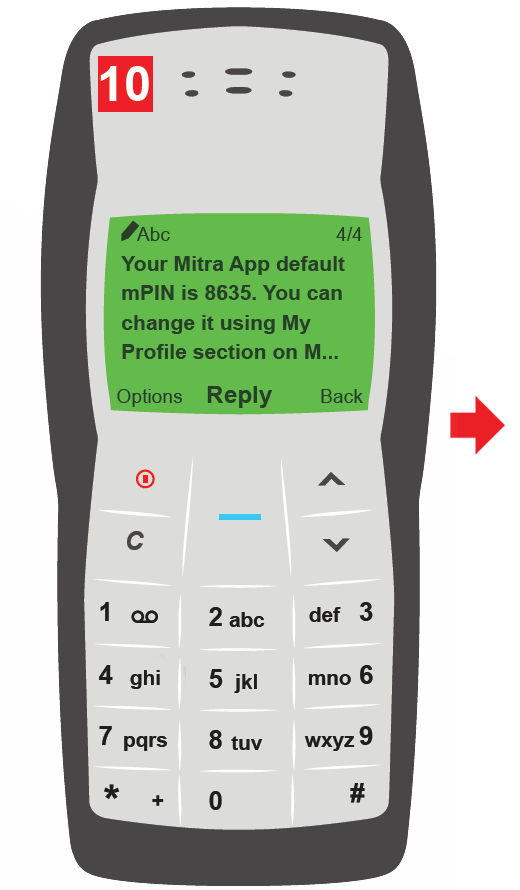 10
Abc 4/4
Your Mitra App default
mPIN is 8635. You can
change it using My
Profile section on M...
Options Reply Back
C
1 2 abc def 3
4 ghi 5 jkl mno 6
7 pqrs 8 tuv wxyz 9
* + 0 #